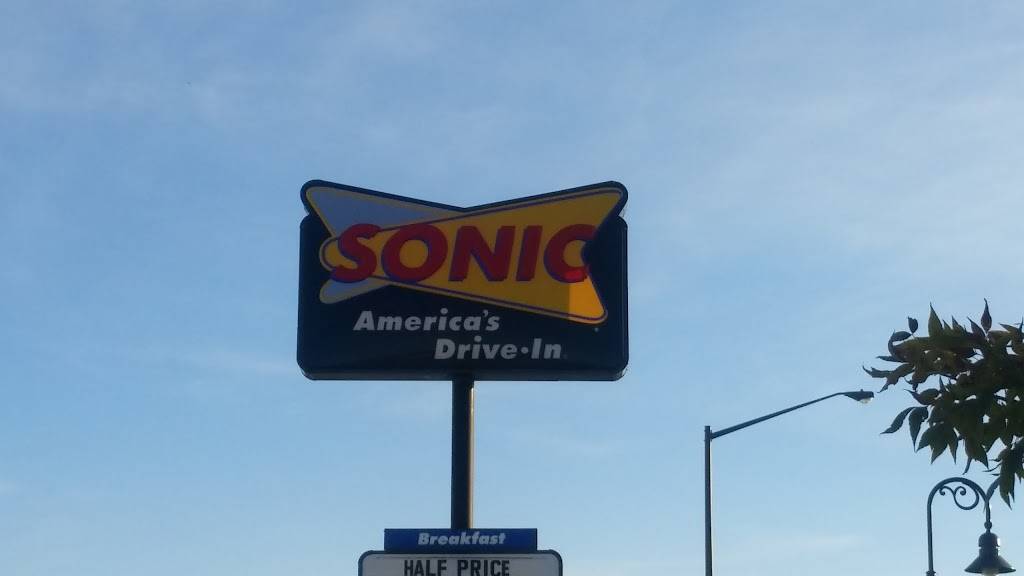 SONIC
America's
Drive·In
Breakfast
HALF PRICE